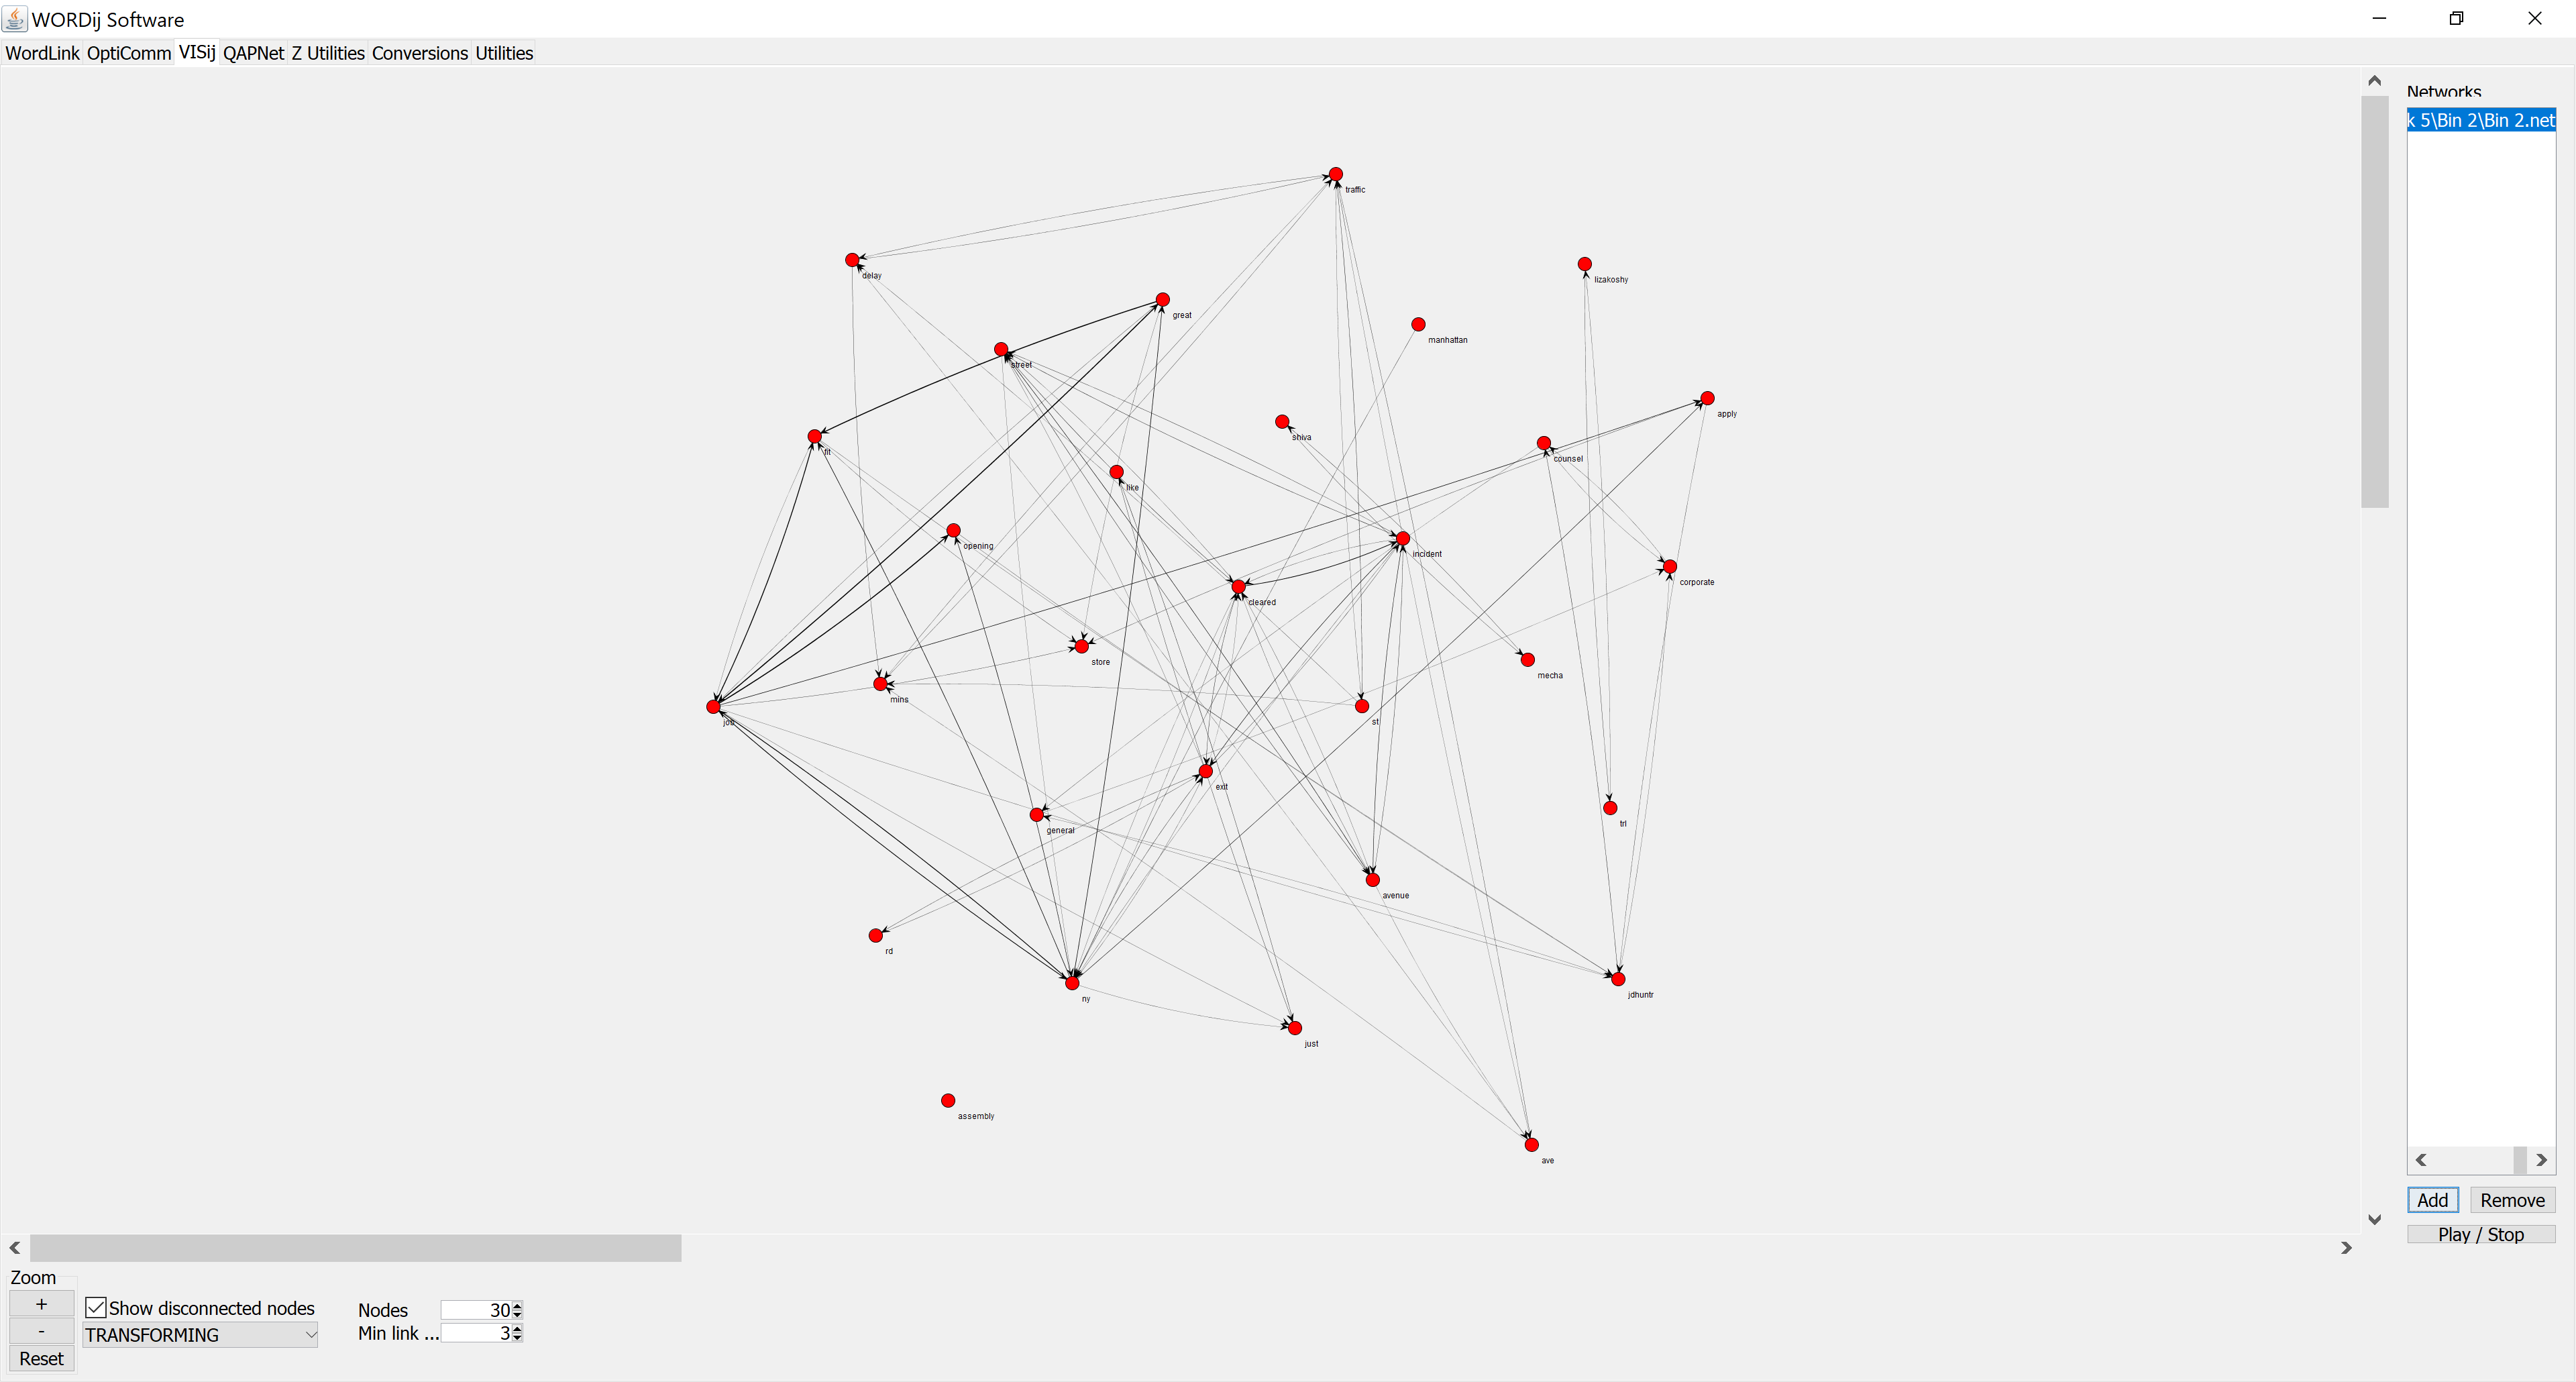 WORDij Software
WordLink OptiComm VISij QAPNet Z Utilities Conversions Utilities
Networks
k 5\Bin 2\Bin 2.net
traffic
delay
lizakoshy
great
manhattan
street
apply
shiva
fit
counsel
like
opening
incident
corporate
cleared
store
mecha
mins
job
st
exit
trl
general
avenue
rd
jdhuntr
ny
just
assembly
ave
Add Remove
Play / Stop
Zoom
+
-
Reset
Show disconnected nodes
TRANSFORMING
Nodes 30
Min link ... 3